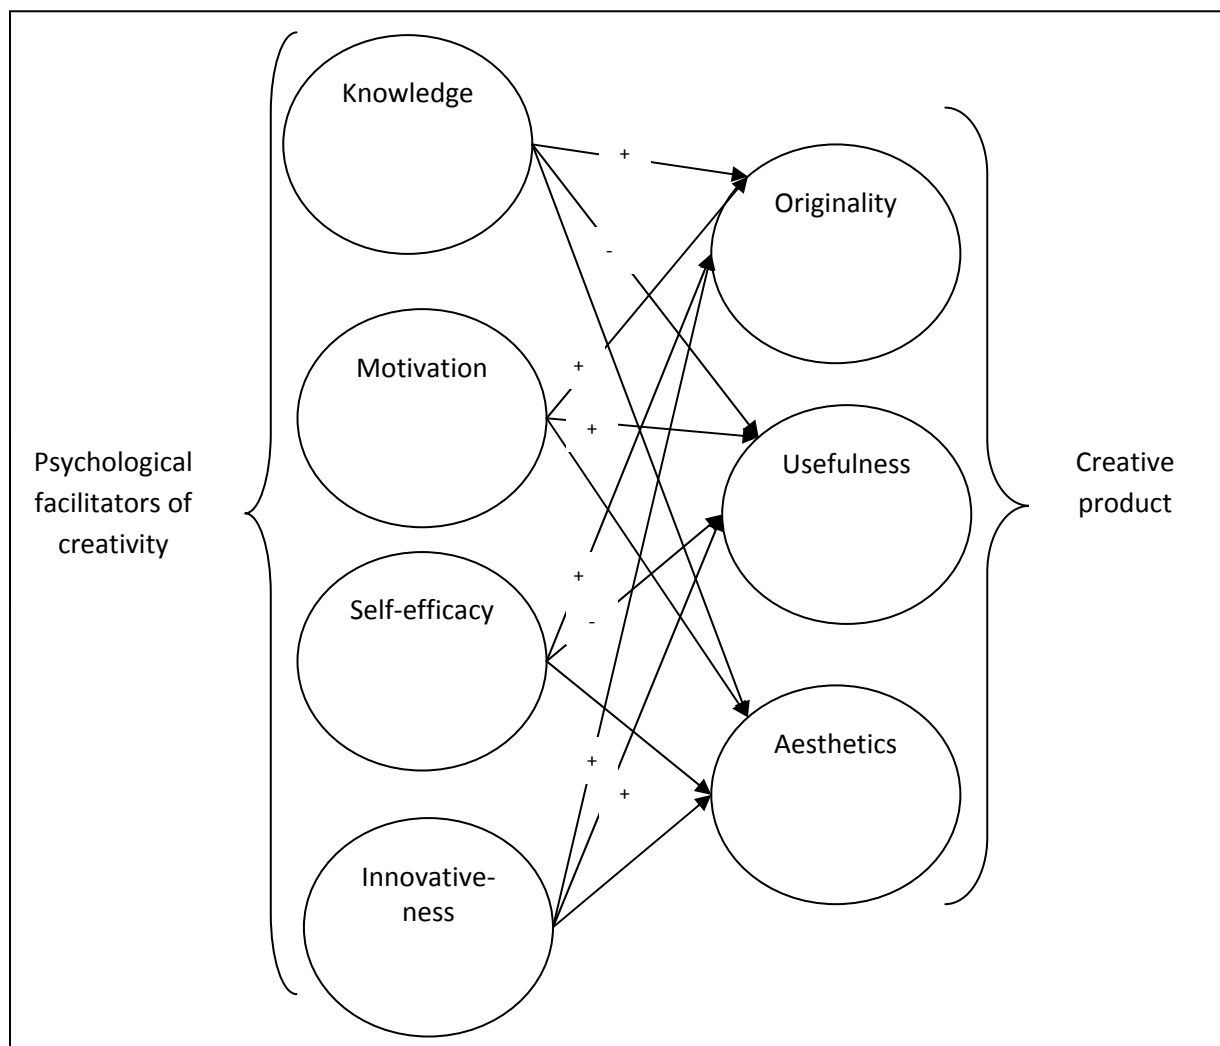 Knowledge
+
Originality
-
Motivation
+
+
Usefulness
Psychological
facilitators of
creativity
Creative
product
Self-efficacy
+
-
Aesthetics
+
+
Innovative-
ness